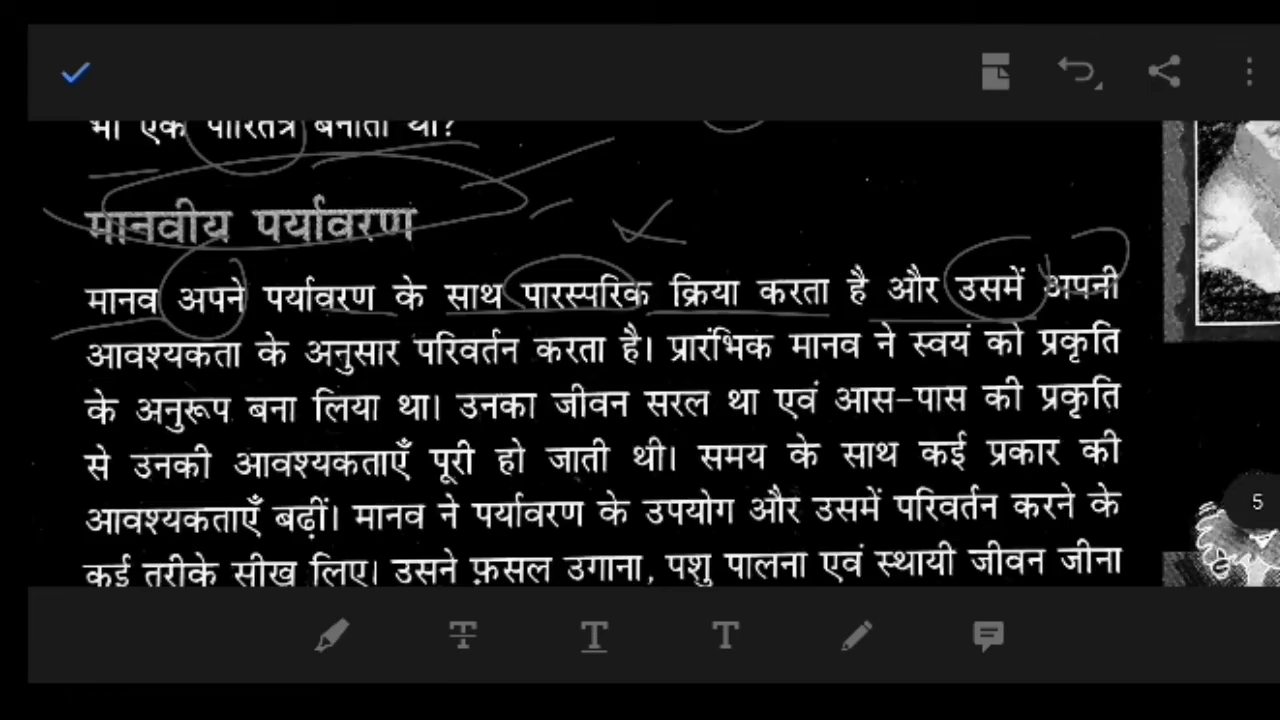 भी एक पारितंत्र बनाती थी?
मानवीय पर्यावरण
मानव अपने पर्यावरण के साथ पारस्परिक क्रिया करता है और उसमें अपनी
आवश्यकता के अनुसार परिवर्तन करता है। प्रारंभिक मानव ने स्वयं को प्रकृति
के अनुरूप बना लिया था। उनका जीवन सरल था एवं आस-पास की प्रकृति
से उनकी आवश्यकताएँ पूरी हो जाती थी। समय के साथ कई प्रकार की
आवश्यकताएँ बढ़ीं। मानव ने पर्यावरण के उपयोग और उसमें परिवर्तन करने के
5
कई तरीके सीख लिए। उसने फ़सल उगाना, पशु पालना एवं स्थायी जीवन जीना